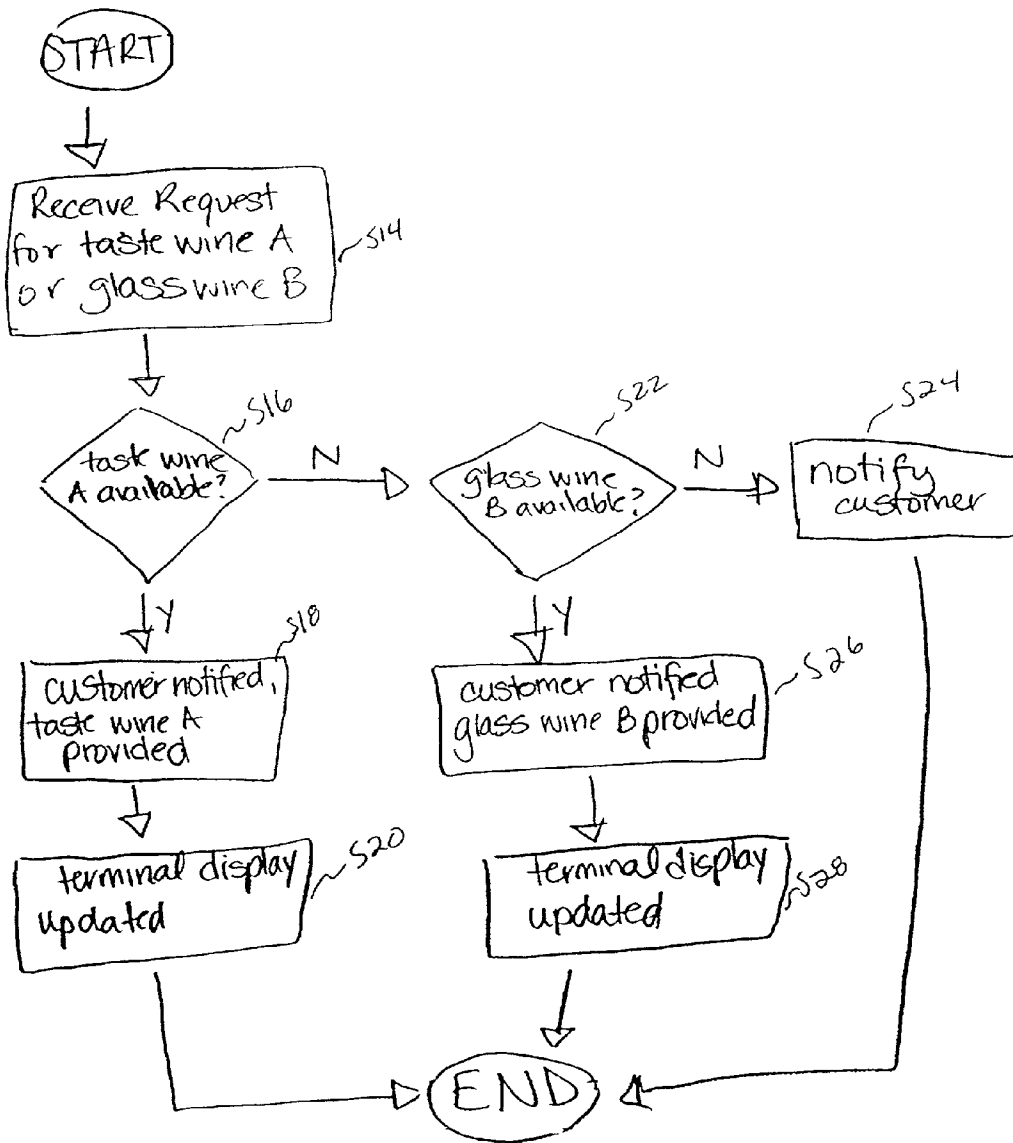 START
Receive Request
for taste wine A
or glass wine B
S14
task wine
A available?
S16
N
glass wine
B available?
S22
N
notify
customer
S24
Y
customer notified,
taste wine A
provided
S18
Y
customer notified
glass wine B provided
S26
terminal display
updated
S20
terminal display
updated
S28
END